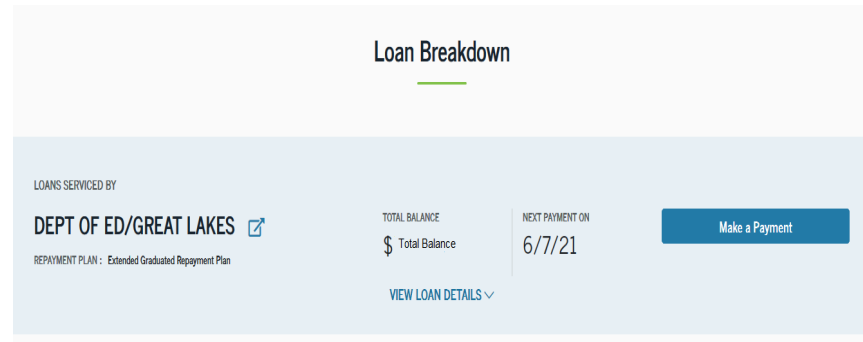 Loan Breakdown
LOANS SERVICED BY
DEPT OF ED/GREAT LAKES
REPAYMENT PLAN : Extended Graduated Repayment Plan
TOTAL BALANCE
$ Total Balance
NEXT PAYMENT ON
6/7/21
Make a Payment
VIEW LOAN DETAILS